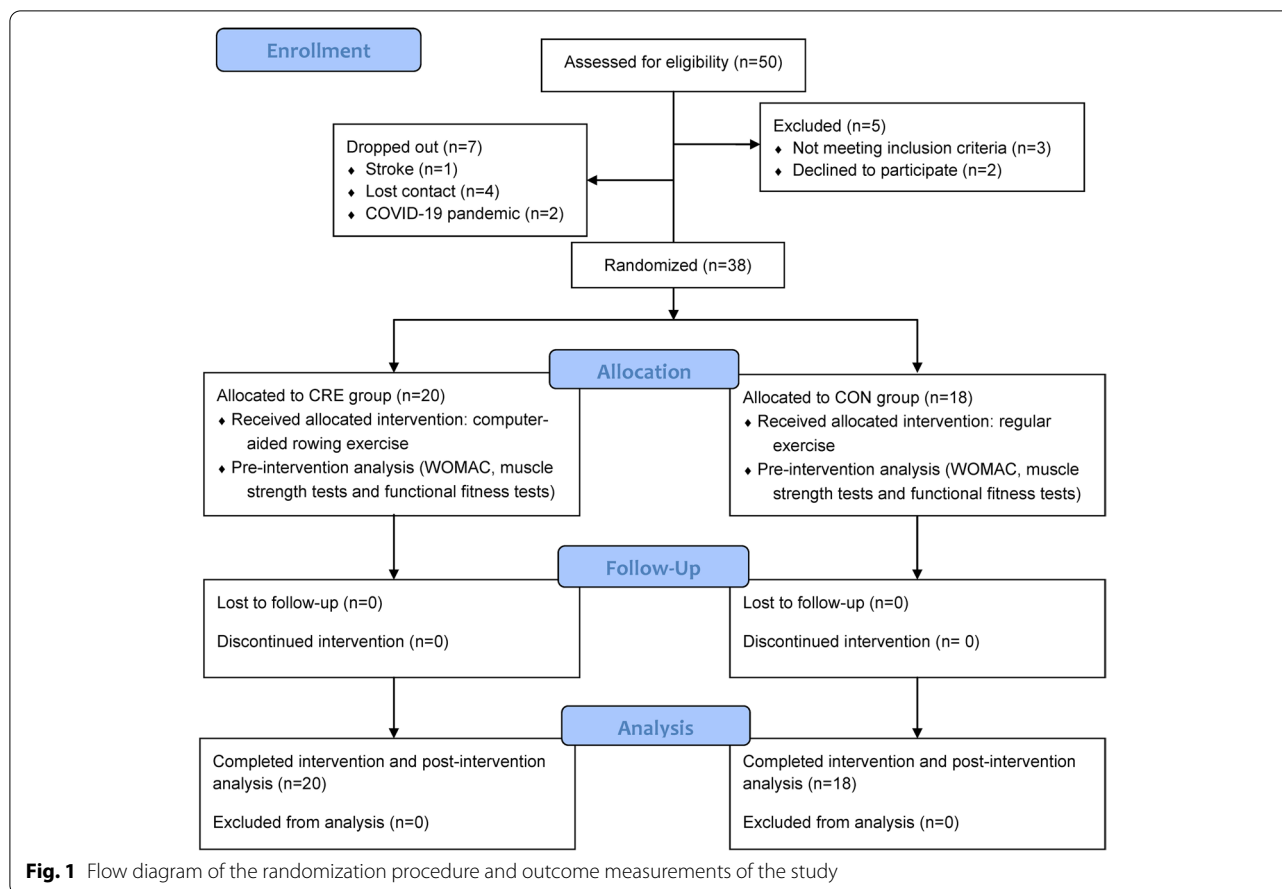 Enrollment
Assessed for eligibility (n=50)
Excluded (n=5)
♦ Not meeting inclusion criteria (n=3)
♦ Declined to participate (n=2)
Dropped out (n=7)
♦ Stroke (n=1)
♦ Lost contact (n=4)
♦ COVID-19 pandemic (n=2)
Randomized (n=38)
Allocation
Allocated to CRE group (n=20)
♦ Received allocated intervention: computer-
aided rowing exercise
♦ Pre-intervention analysis (WOMAC, muscle
strength tests and functional fitness tests)
Allocated to CON group (n=18)
♦ Received allocated intervention: regular
exercise
♦ Pre-intervention analysis (WOMAC, muscle
strength tests and functional fitness tests)
Follow-Up
Lost to follow-up (n=0)
Discontinued intervention (n=0)
Lost to follow-up (n=0)
Discontinued intervention (n= 0)
Analysis
Completed intervention and post-intervention
analysis (n=20)
Excluded from analysis (n=0)
Completed intervention and post-intervention
analysis (n=18)
Excluded from analysis (n=0)
Fig. 1 Flow diagram of the randomization procedure and outcome measurements of the study